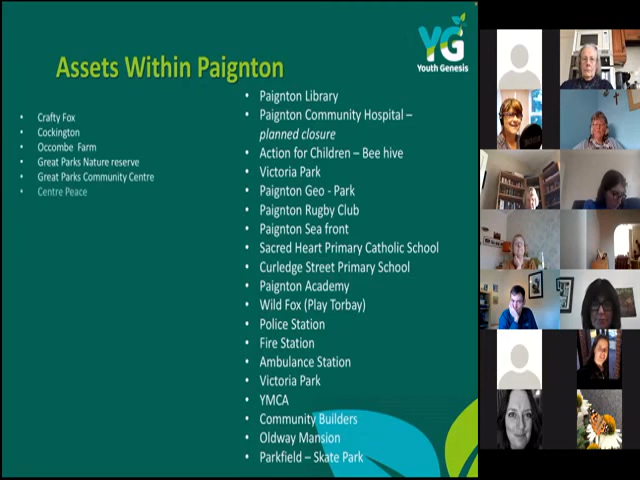 YG
Youth Genesis
Assets Within Paignton
Crafty Fox
Cockington
Occombe Farm
Great Parks Nature reserve
Great Parks Community Centre
Centre Peace
Paignton Library
Paignton Community Hospital –
planned closure
Action for Children – Bee hive
Victoria Park
Paignton Geo - Park
Paignton Rugby Club
Paignton Sea front
Sacred Heart Primary Catholic School
Curledge Street Primary School
Paignton Academy
Wild Fox (Play Torbay)
Police Station
Fire Station
Ambulance Station
Victoria Park
YMCA
Community Builders
Oldway Mansion
Parkfield – Skate Park